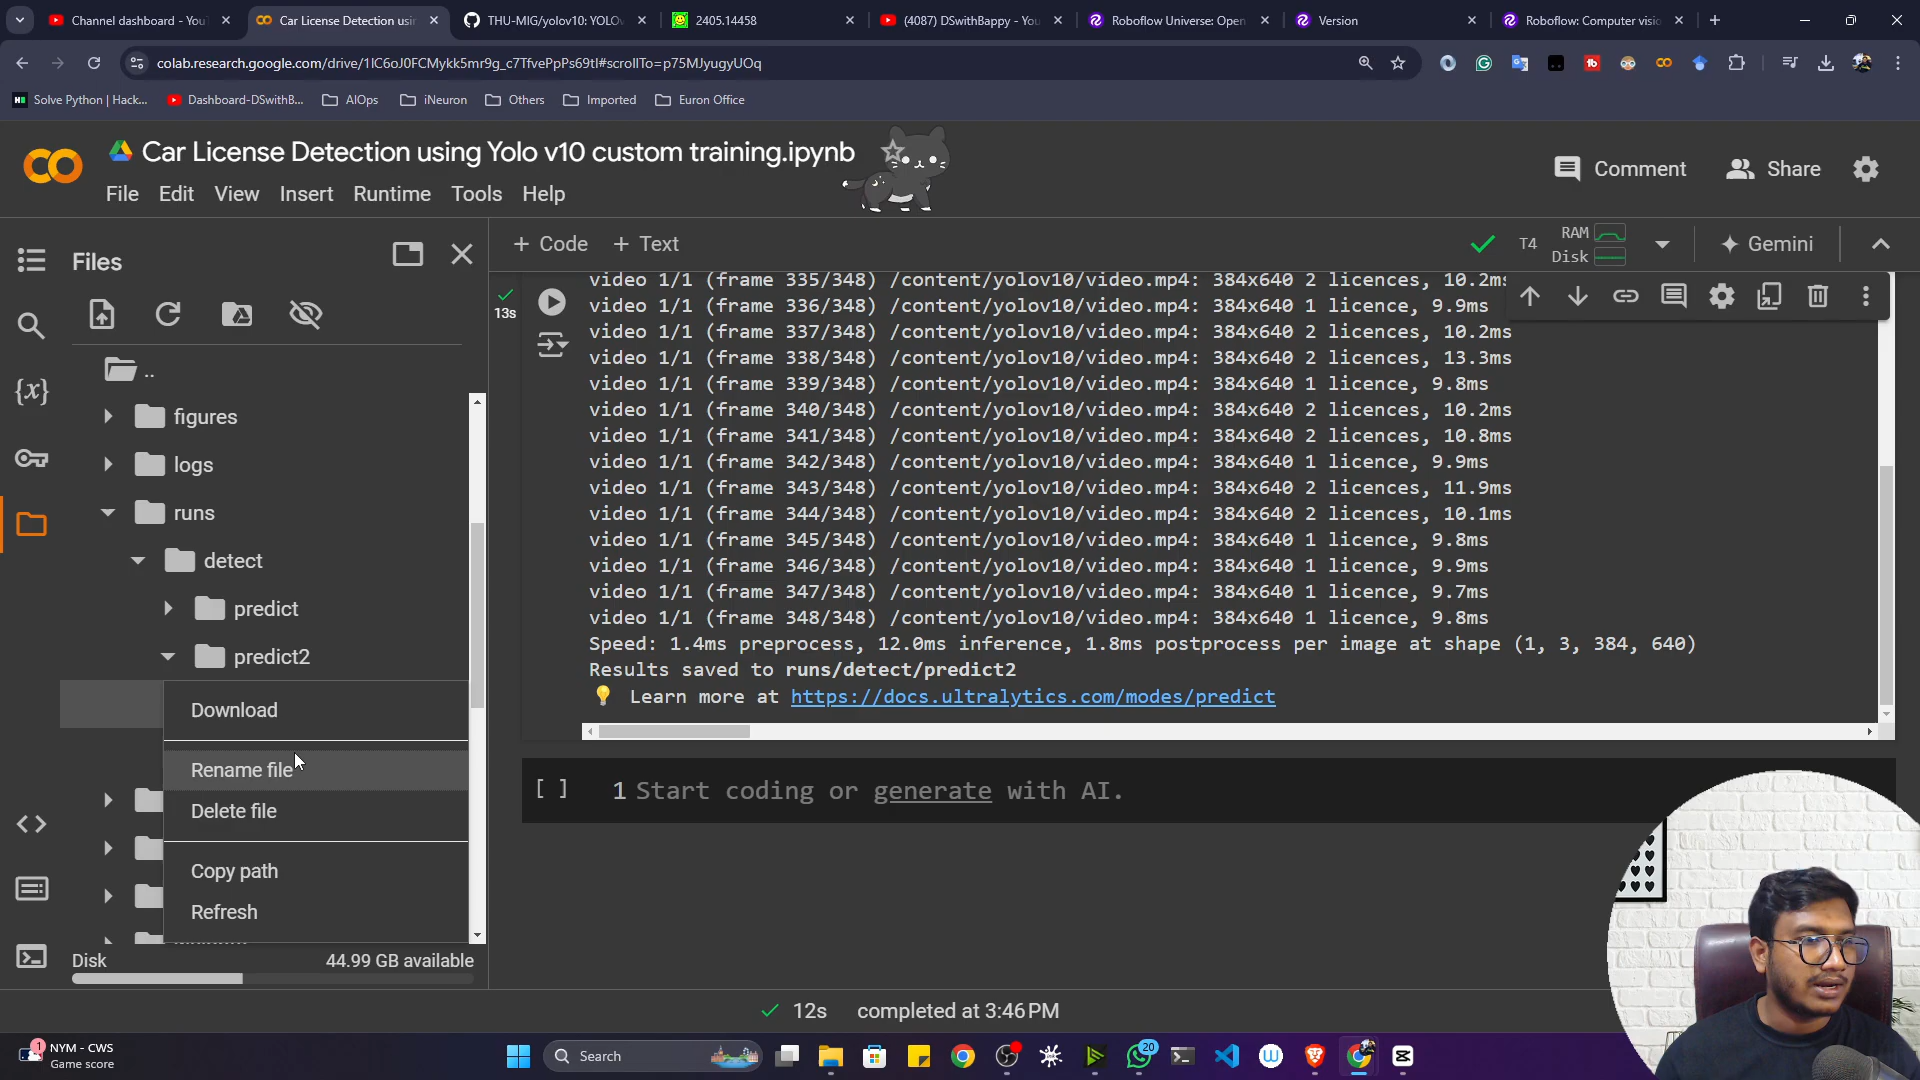 Channel dashboard - You
Car License Detection usin
THU-MIG/yolov10: YOLOv
2405.14458
(4087) DSwithBappy - You
Roboflow Universe: Open
Version
Roboflow: Computer visio
colab.research.google.com/drive/1IC6oJ0FCMykk5mr9g_c7TfvePpPs69tI#scrollTo=p75MJyugyUOq
Solve Python | Hack...
Dashboard-DSwithB...
AIOps
iNeuron
Others
Imported
Euron Office
Car License Detection using Yolo v10 custom training.ipynb
File Edit View Insert Runtime Tools Help
Comment
Share
Files
+ Code + Text
T4
RAM
Disk
Gemini
13s
..
figures
logs
runs
detect
predict
predict2
Download
Rename file
Delete file
Copy path
Refresh
Disk 44.99 GB available
video 1/1 (frame 335/348) /content/yolov10/video.mp4: 384x640 2 licences, 10.2ms
video 1/1 (frame 336/348) /content/yolov10/video.mp4: 384x640 1 licence, 9.9ms
video 1/1 (frame 337/348) /content/yolov10/video.mp4: 384x640 2 licences, 10.2ms
video 1/1 (frame 338/348) /content/yolov10/video.mp4: 384x640 2 licences, 13.3ms
video 1/1 (frame 339/348) /content/yolov10/video.mp4: 384x640 1 licence, 9.8ms
video 1/1 (frame 340/348) /content/yolov10/video.mp4: 384x640 2 licences, 10.2ms
video 1/1 (frame 341/348) /content/yolov10/video.mp4: 384x640 2 licences, 10.8ms
video 1/1 (frame 342/348) /content/yolov10/video.mp4: 384x640 1 licence, 9.9ms
video 1/1 (frame 343/348) /content/yolov10/video.mp4: 384x640 2 licences, 11.9ms
video 1/1 (frame 344/348) /content/yolov10/video.mp4: 384x640 2 licences, 10.1ms
video 1/1 (frame 345/348) /content/yolov10/video.mp4: 384x640 1 licence, 9.8ms
video 1/1 (frame 346/348) /content/yolov10/video.mp4: 384x640 1 licence, 9.9ms
video 1/1 (frame 347/348) /content/yolov10/video.mp4: 384x640 1 licence, 9.7ms
video 1/1 (frame 348/348) /content/yolov10/video.mp4: 384x640 1 licence, 9.8ms
Speed: 1.4ms preprocess, 12.0ms inference, 1.8ms postprocess per image at shape (1, 3, 384, 640)
Results saved to runs/detect/predict2
Learn more at https://docs.ultralytics.com/modes/predict
[ ] 1 Start coding or generate with AI.
12s completed at 3:46 PM
1
NYM - CWS
Game score
Search
20